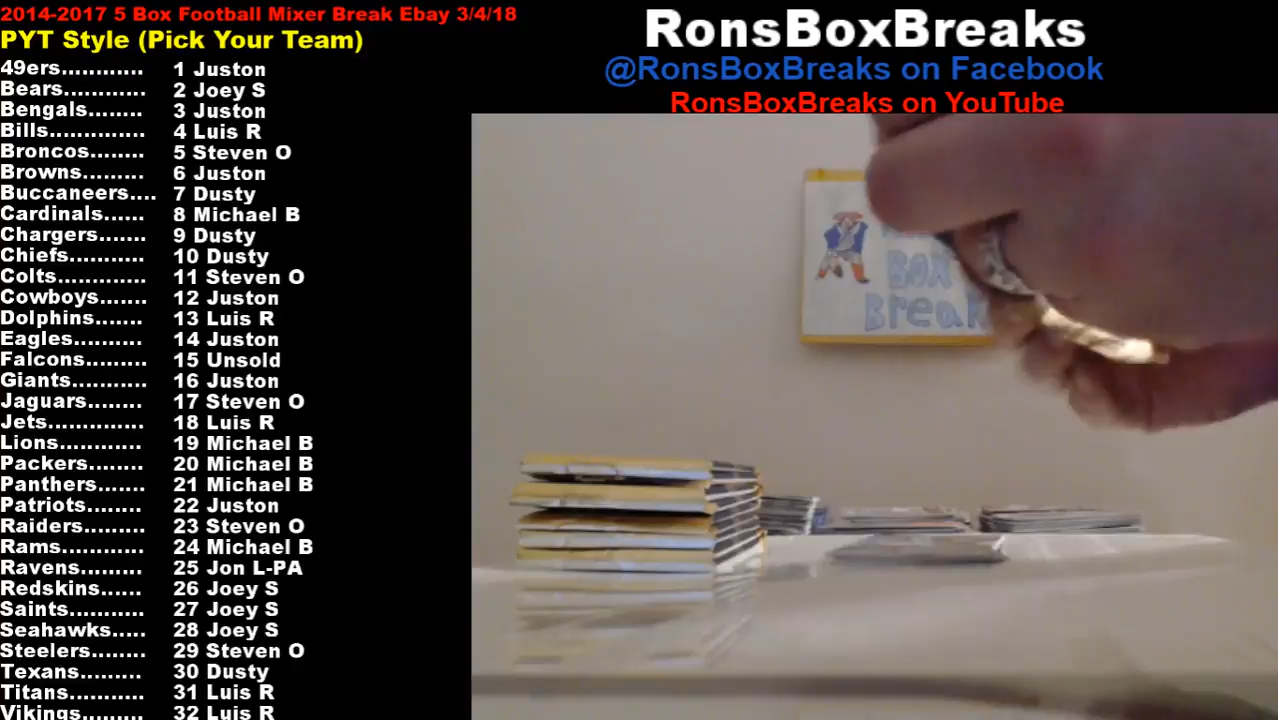 2014-2017 5 Box Football Mixer Break Ebay 3/4/18
PYT Style (Pick Your Team)
49ers............ 1 Juston
Bears............ 2 Joey S
Bengals........ 3 Juston
Bills.............. 4 Luis R
Broncos........ 5 Steven O
Browns......... 6 Juston
Buccaneers.... 7 Dusty
Cardinals...... 8 Michael B
Chargers....... 9 Dusty
Chiefs........... 10 Dusty
Colts............. 11 Steven O
Cowboys....... 12 Juston
Dolphins....... 13 Luis R
Eagles.......... 14 Juston
Falcons......... 15 Unsold
Giants........... 16 Juston
Jaguars........ 17 Steven O
Jets.............. 18 Luis R
Lions............ 19 Michael B
Packers........ 20 Michael B
Panthers....... 21 Michael B
Patriots........ 22 Juston
Raiders......... 23 Steven O
Rams............ 24 Michael B
Ravens......... 25 Jon L-PA
Redskins...... 26 Joey S
Saints........... 27 Joey S
Seahawks..... 28 Joey S
Steelers........ 29 Steven O
Texans......... 30 Dusty
Titans........... 31 Luis R
Vikings......... 32 Luis R
RonsBoxBreaks
@RonsBoxBreaks on Facebook
RonsBoxBreaks on YouTube
BOX
Break